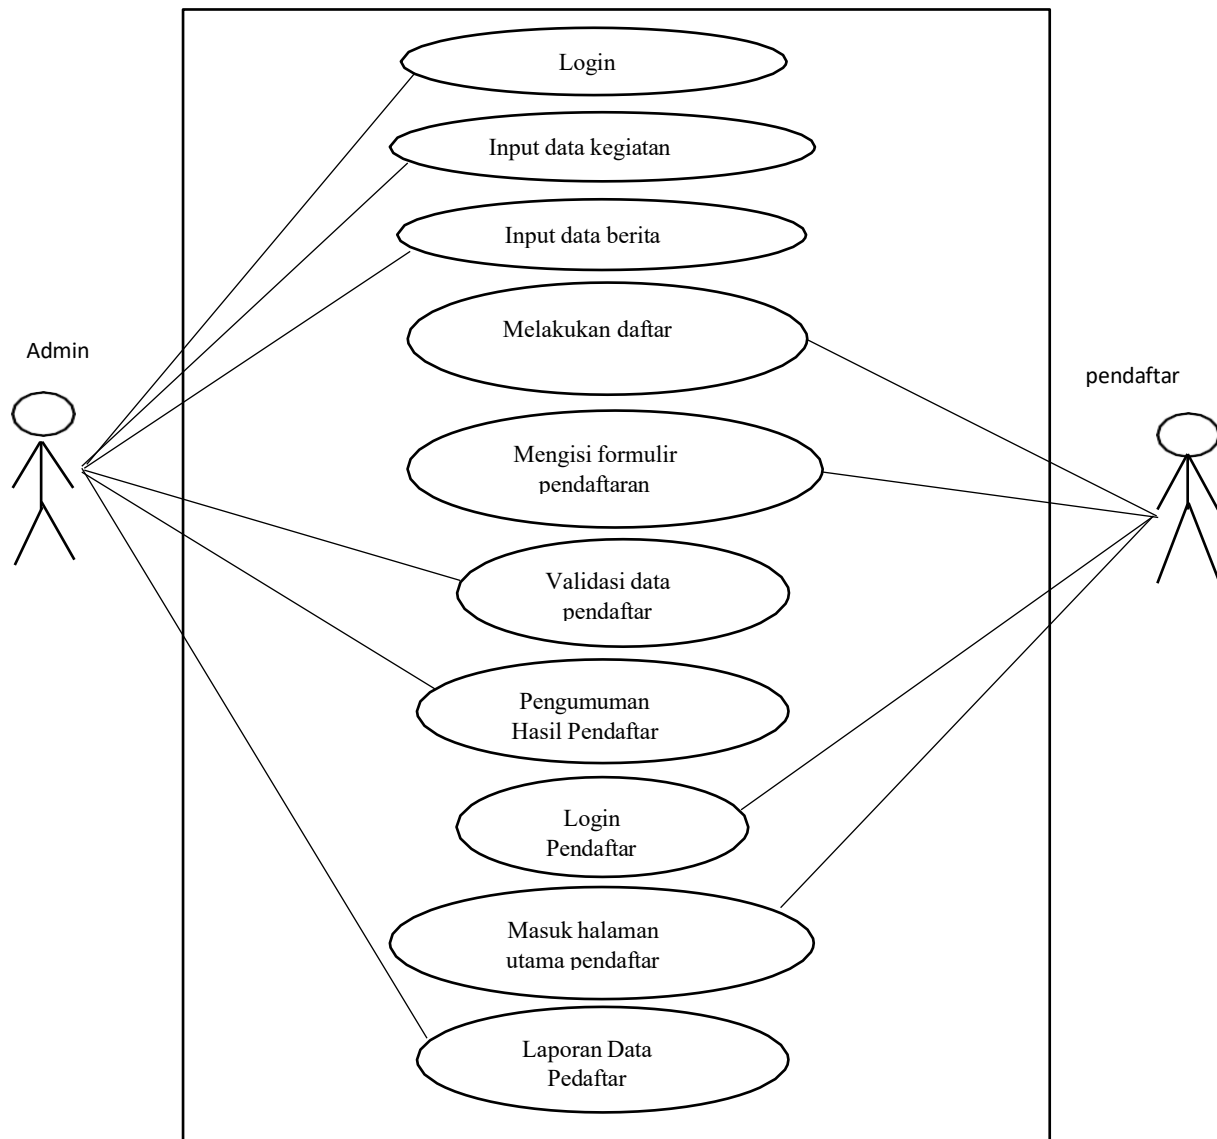 Login
Input data kegiatan
Input data berita
Melakukan daftar
Admin
pendaftar
Mengisi formulir
pendaftaran
Validasi data
pendaftar
Pengumuman
Hasil Pendaftar
Login
Pendaftar
Masuk halaman
utama pendaftar
Laporan Data
Pedaftar